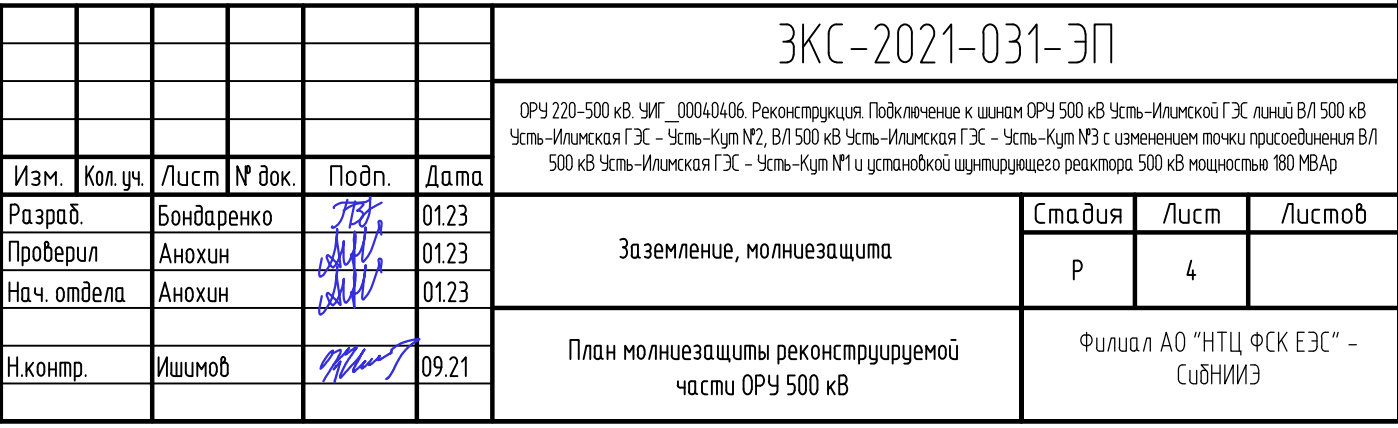 ЗКС-2021-031-ЭП
ОРУ 220-500 кВ. УИГ_00040406. Реконструкция. Подключение к шинам ОРУ 500 кВ Усть-Илимской ГЭС линий ВЛ 500 кВ
Усть-Илимская ГЭС - Усть-Кут №2, ВЛ 500 кВ Усть-Илимская ГЭС - Усть-Кут №3 с изменением точки присоединения ВЛ
500 кВ Усть-Илимская ГЭС - Усть-Кут №1 и установкой шунтирующего реактора 500 кВ мощностью 180 МВАр
Изм. Кол. уч. Лист № док. Подп. Дата
Разраб. Бондаренко 01.23
Проверил Анохин 01.23
Нач. отдела Анохин 01.23
Н.контр. Ишимов 09.21
Заземление, молниезащита
Стадия Лист Листов
Р 4
План молниезащиты реконструируемой
части ОРУ 500 кВ
Филиал АО "НТЦ ФСК ЕЭС" -
СибНИИЭ